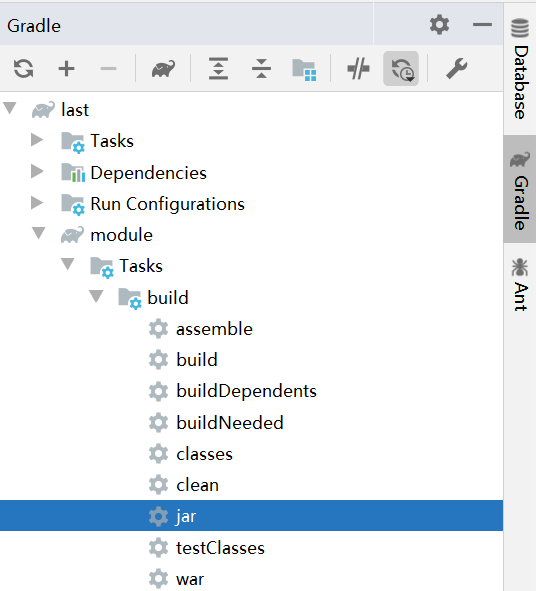 Gradle
last
Tasks
Dependencies
Run Configurations
module
Tasks
build
assemble
build
buildDependents
buildNeeded
classes
clean
jar
testClasses
war
Database
Gradle
Ant